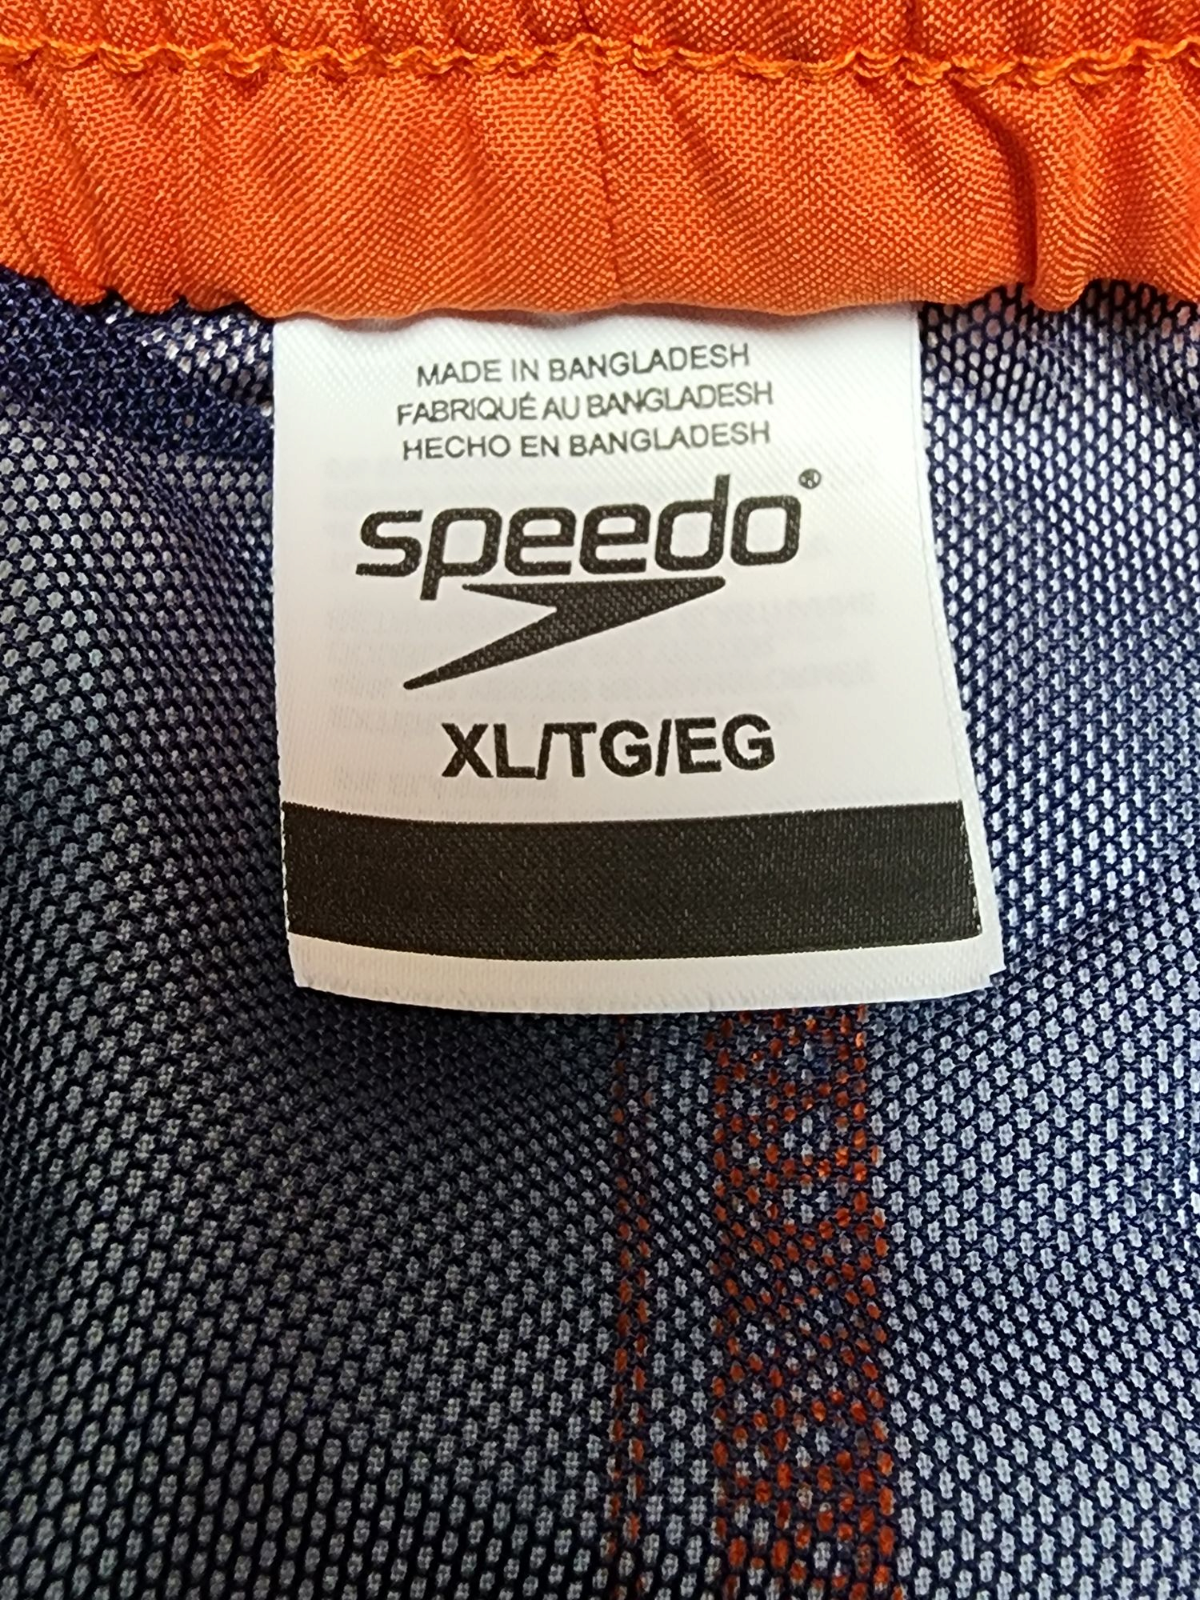 MADE IN BANGLADESH
FABRIQUÉ AU BANGLADESH
HECHO EN BANGLADESH
speedo®
XL/TG/EG